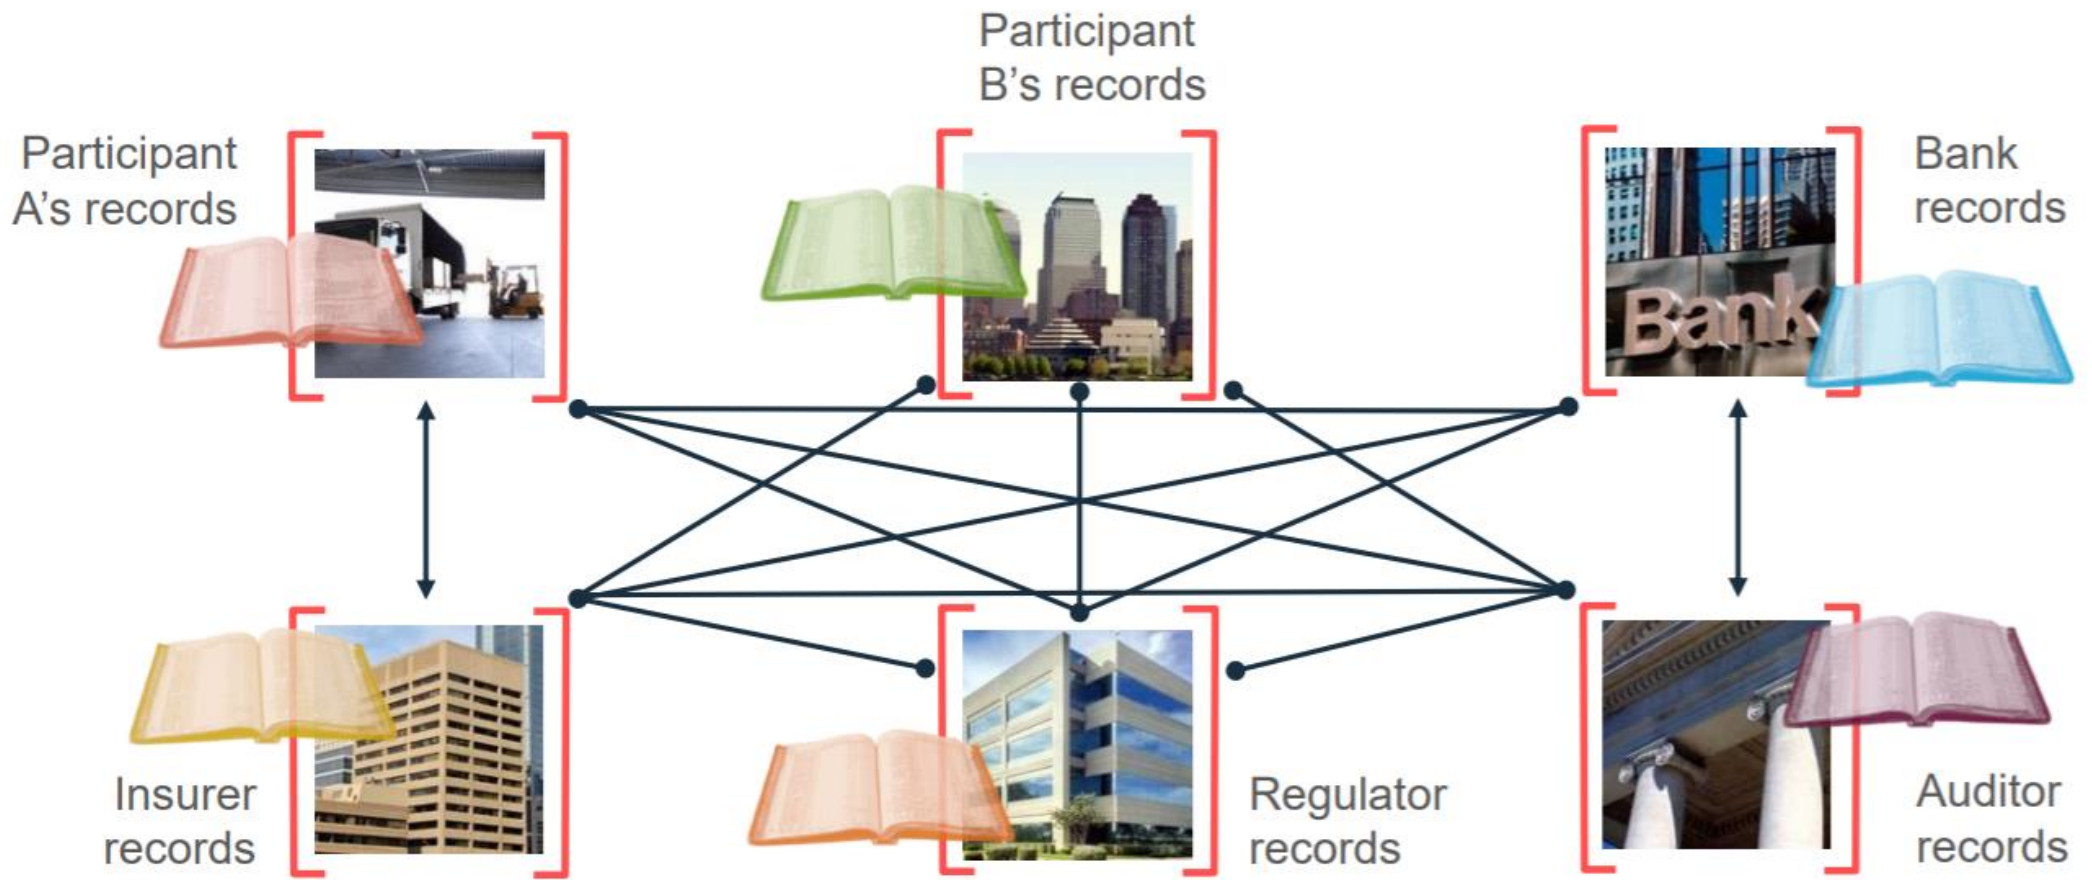 Participant
B's records
Participant
A's records
Bank
records
Bank
Insurer
records
Regulator
records
Auditor
records